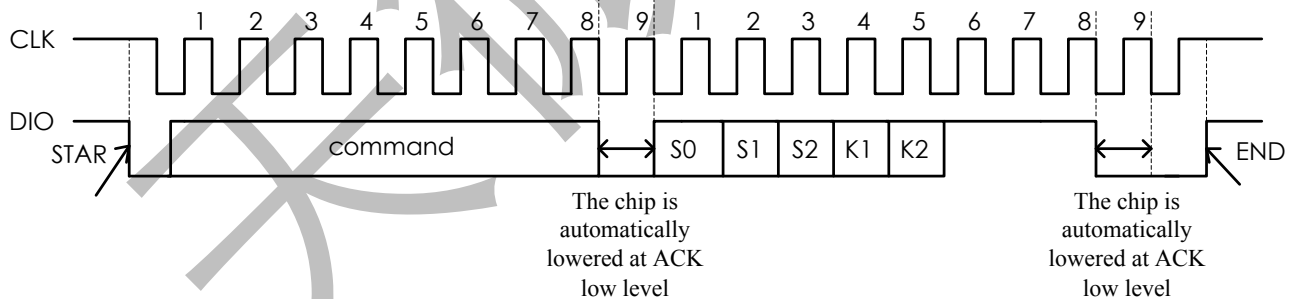 1 2 3 4 5 6 7 8 9 1 2 3 4 5 6 7 8 9
CLK
DIO
STAR
command
S0 S1 S2 K1 K2
END
The chip is
automatically
lowered at ACK
low level
The chip is
automatically
lowered at ACK
low level